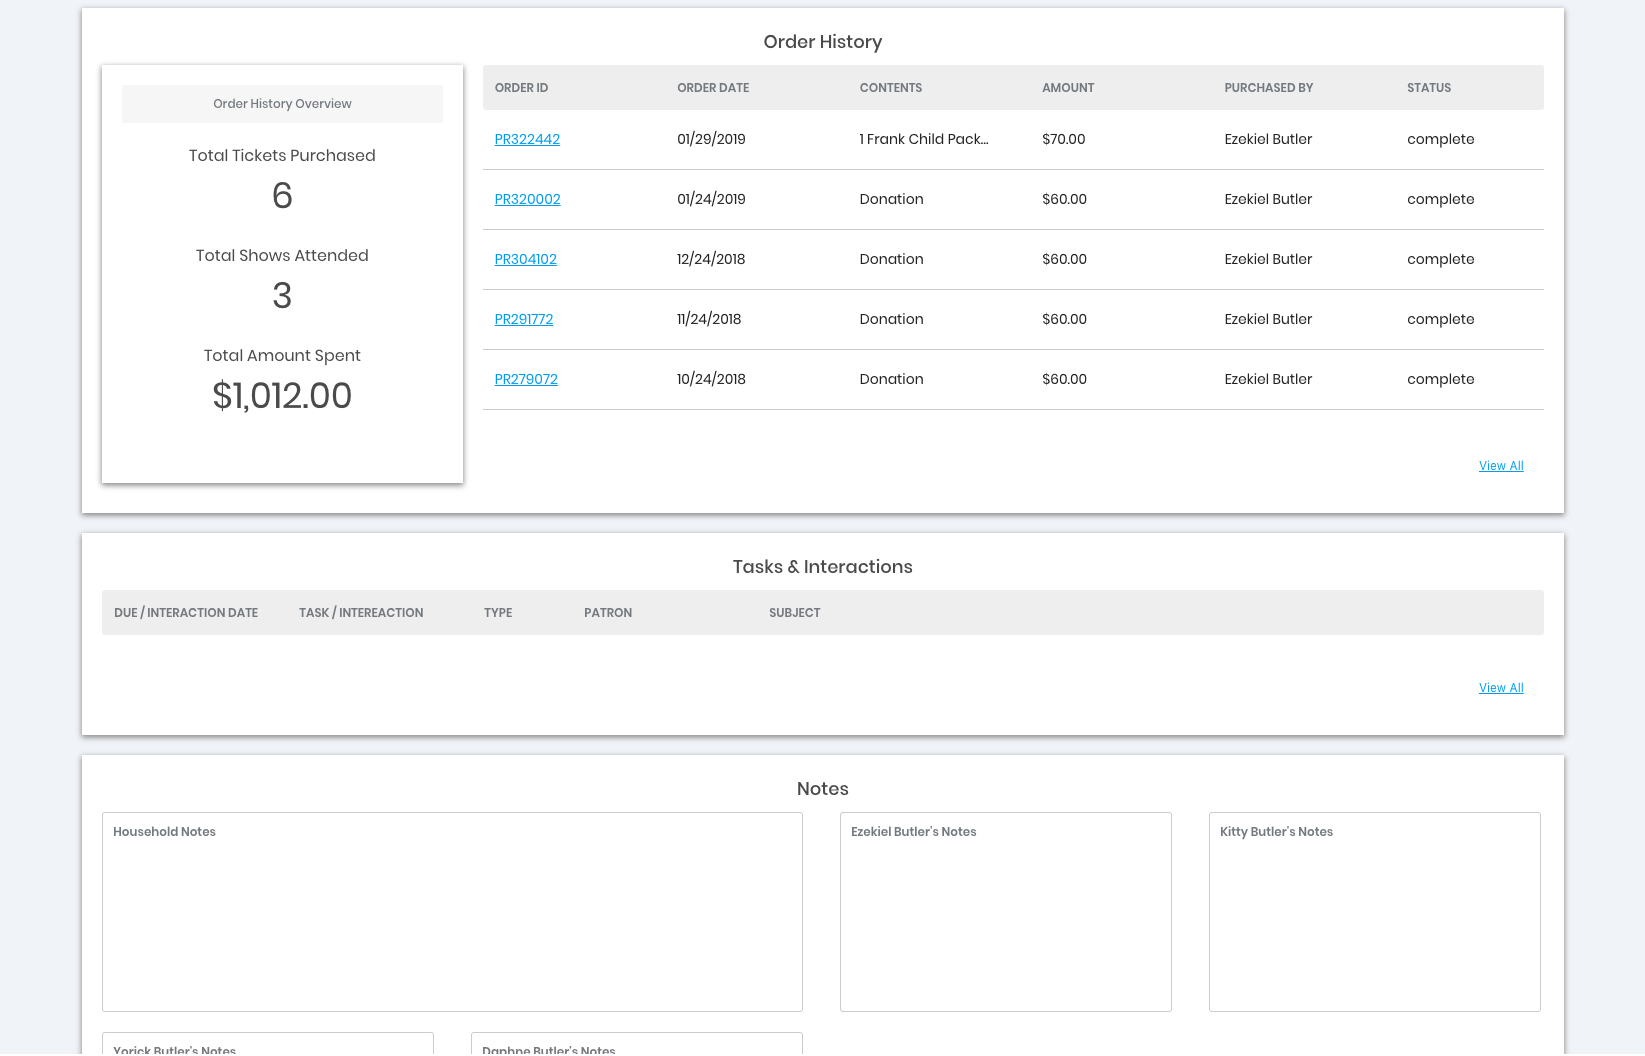 Order History
Order History Overview
Total Tickets Purchased
6
Total Shows Attended
3
Total Amount Spent
$1,012.00
ORDER ID ORDER DATE CONTENTS AMOUNT PURCHASED BY STATUS
PR322442 01/29/2019 1 Frank Child Pack... $70.00 Ezekiel Butler complete
PR320002 01/24/2019 Donation $60.00 Ezekiel Butler complete
PR304102 12/24/2018 Donation $60.00 Ezekiel Butler complete
PR291772 11/24/2018 Donation $60.00 Ezekiel Butler complete
PR279072 10/24/2018 Donation $60.00 Ezekiel Butler complete
View All
Tasks & Interactions
DUE / INTERACTION DATE TASK / INTEREACTION TYPE PATRON SUBJECT
View All
Notes
Household Notes Ezekiel Butler's Notes Kitty Butler's Notes
Yorick Butler's Notes Daphne Butler's Notes